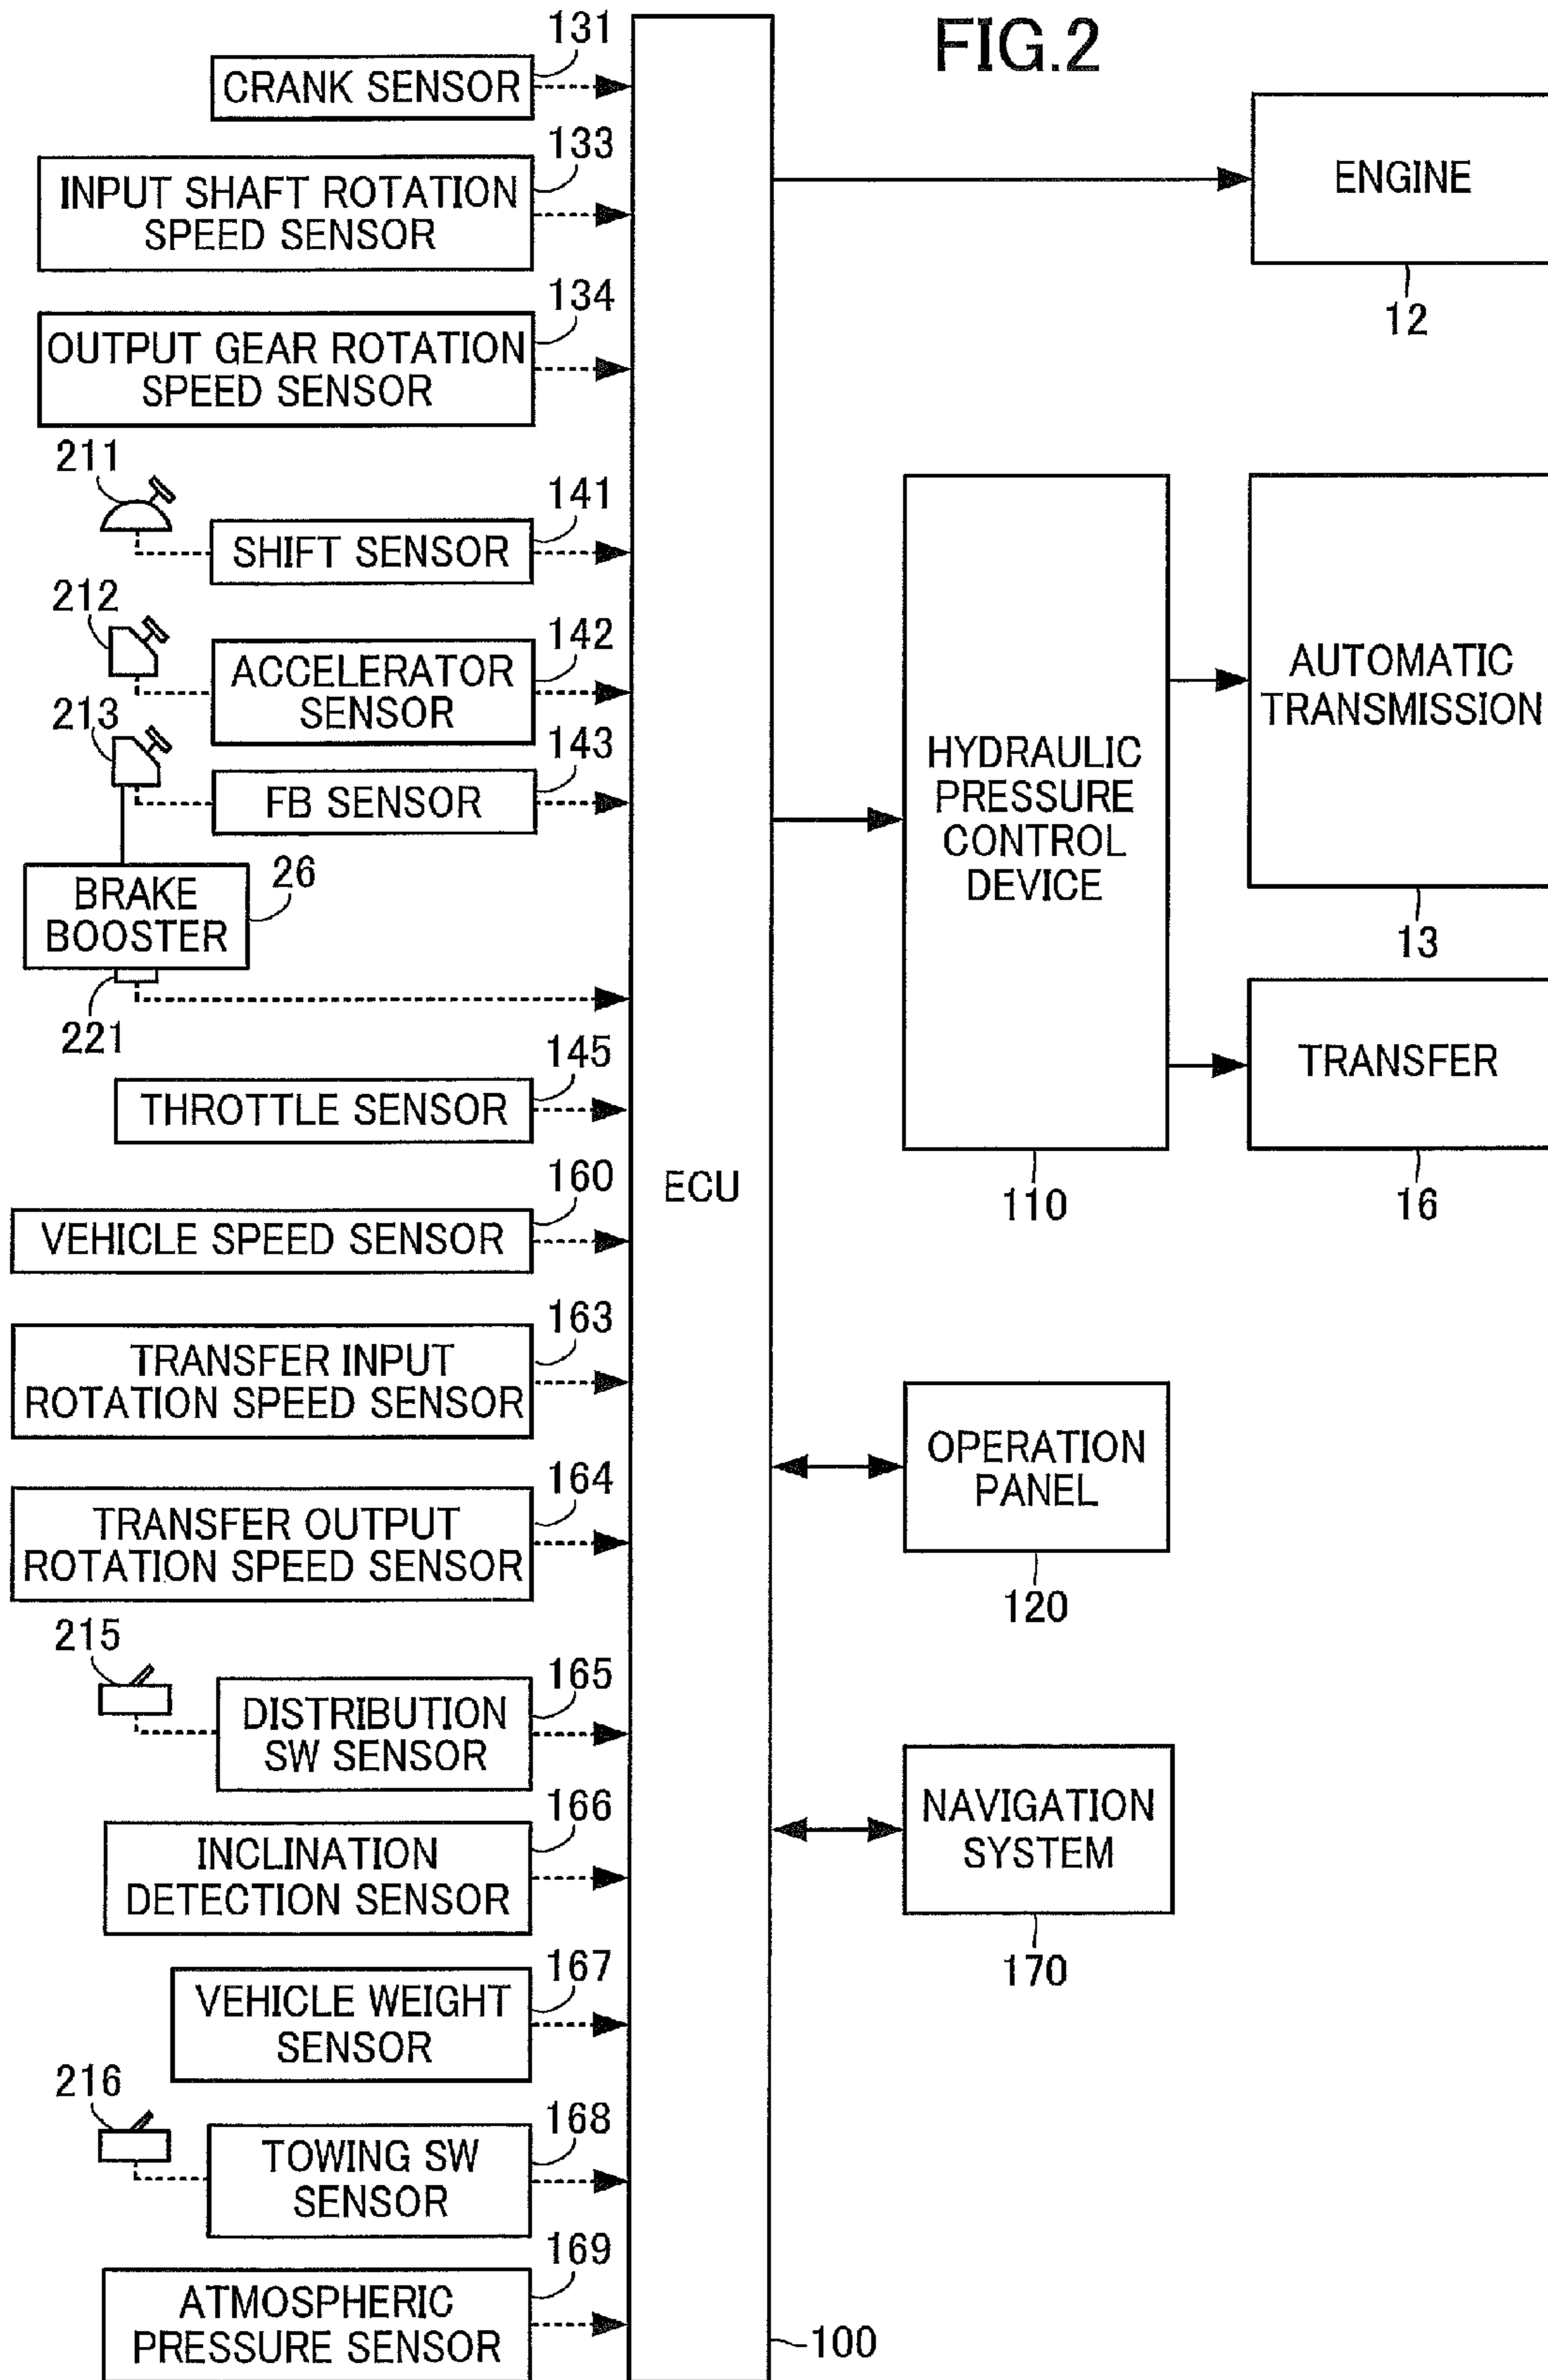 FIG.2
131
CRANK SENSOR
133
INPUT SHAFT ROTATION
SPEED SENSOR
134
OUTPUT GEAR ROTATION
SPEED SENSOR
211
141
SHIFT SENSOR
212
142
ACCELERATOR
SENSOR
213
143
FB SENSOR
26
BRAKE
BOOSTER
221
145
THROTTLE SENSOR
160
VEHICLE SPEED SENSOR
163
TRANSFER INPUT
ROTATION SPEED SENSOR
164
TRANSFER OUTPUT
ROTATION SPEED SENSOR
215
165
DISTRIBUTION
SW SENSOR
166
INCLINATION
DETECTION SENSOR
167
VEHICLE WEIGHT
SENSOR
216
168
TOWING SW
SENSOR
169
ATMOSPHERIC
PRESSURE SENSOR
ECU
100
ENGINE
12
HYDRAULIC
PRESSURE
CONTROL
DEVICE
110
AUTOMATIC
TRANSMISSION
13
TRANSFER
16
OPERATION
PANEL
120
NAVIGATION
SYSTEM
170